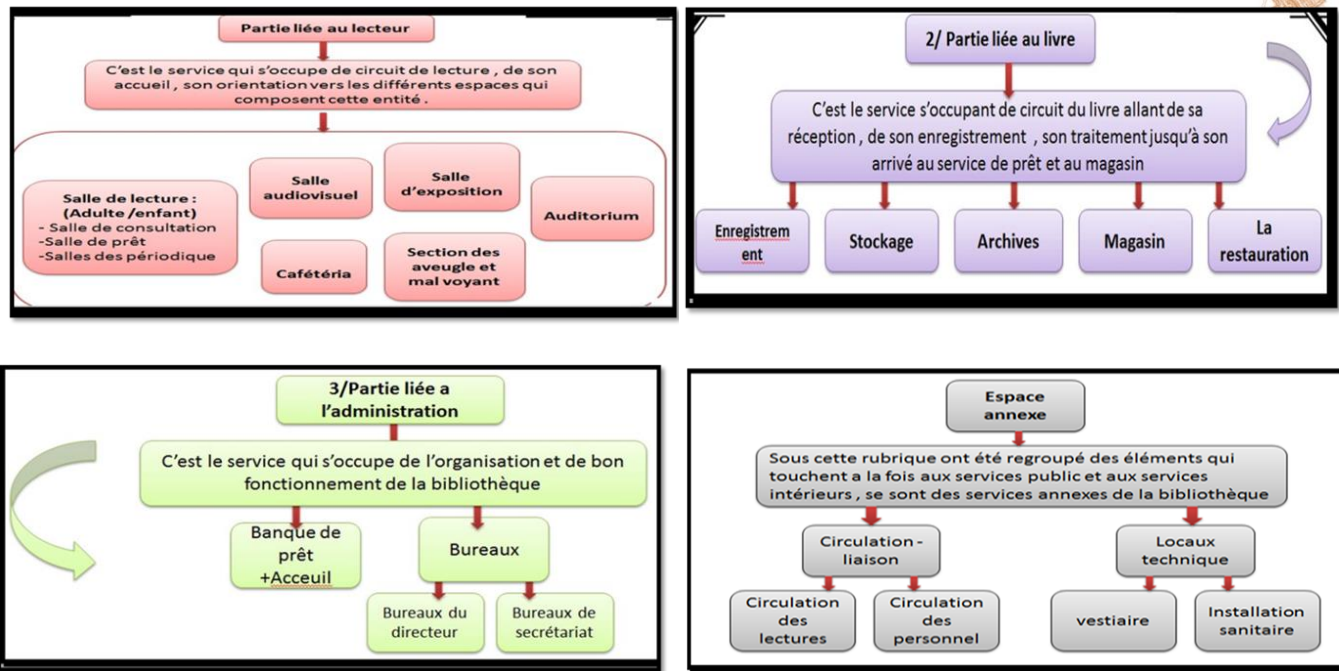 Partie liée au lecteur
C'est le service qui s'occupe de circuit de lecture , de son
accueil , son orientation vers les différents espaces qui
composent cette entité .
Salle de lecture :
(Adulte /enfant)
- Salle de consultation
-Salle de prêt
-Salles des périodique
Salle
audiovisuel
Salle
d'exposition
Auditorium
Cafétéria
Section des
aveugle et
mal voyant
2/ Partie liée au livre
C'est le service s'occupant de circuit du livre allant de sa
réception , de son enregistrement , son traitement jusqu'à son
arrivé au service de prêt et au magasin
Enregistrem
ent
Stockage
Archives
Magasin
La
restauration
3/Partie liée a
l'administration
C'est le service qui s'occupe de l'organisation et de bon
fonctionnement de la bibliothèque
Banque de
prêt
+Acceuil
Bureaux
Bureaux du
directeur
Bureaux de
secrétariat
Espace
annexe
Sous cette rubrique ont été regroupé des éléments qui
touchent a la fois aux services public et aux services
intérieurs , se sont des services annexes de la bibliothèque
Circulation -
liaison
Locaux
technique
Circulation
des
lectures
Circulation
des
personnel
vestiaire
Installation
sanitaire